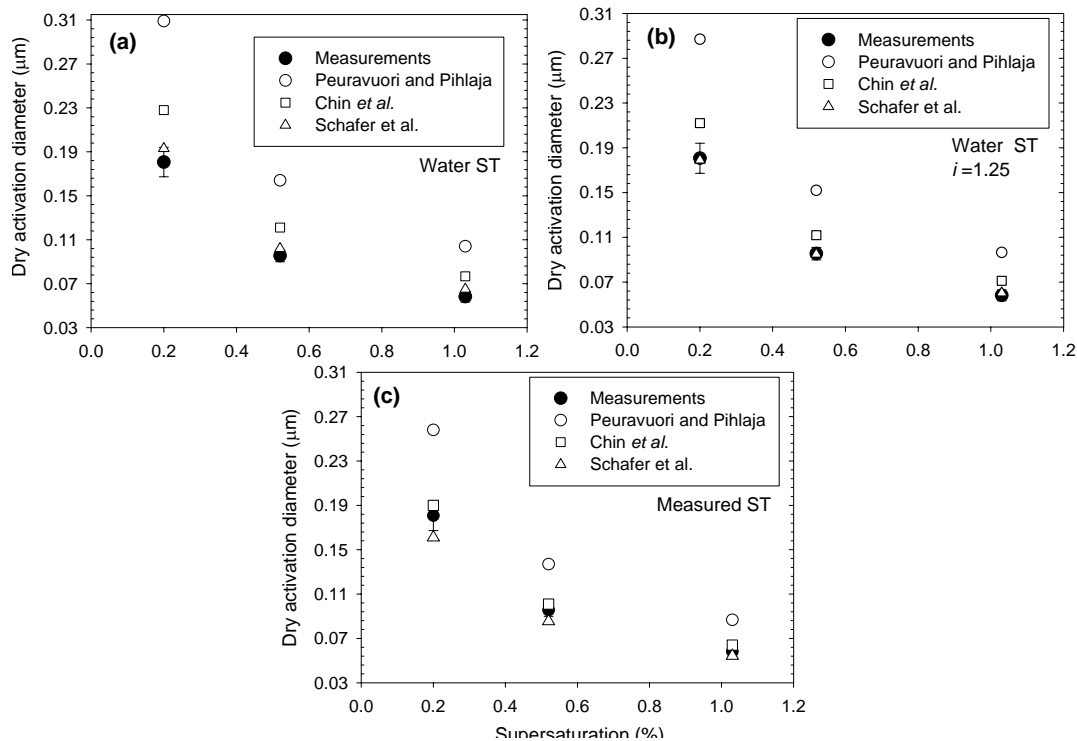 0.31
0.27
0.23
0.19
0.15
0.11
0.07
0.03
Dry activation diameter (μm)
(a)
Measurements
Peuravuori and Pihlaja
Chin et al.
Schafer et al.
Water ST
0.0 0.2 0.4 0.6 0.8 1.0 1.2
0.31
0.27
0.23
0.19
0.15
0.11
0.07
0.03
Dry activation diameter (μm)
(b)
Measurements
Peuravuori and Pihlaja
Chin et al.
Schafer et al.
Water ST
i =1.25
0.0 0.2 0.4 0.6 0.8 1.0 1.2
0.31
0.27
0.23
0.19
0.15
0.11
0.07
0.03
Dry activation diameter (μm)
(c)
Measurements
Peuravuori and Pihlaja
Chin et al.
Schafer et al.
Measured ST
0.0 0.2 0.4 0.6 0.8 1.0 1.2
Supersaturation (%)